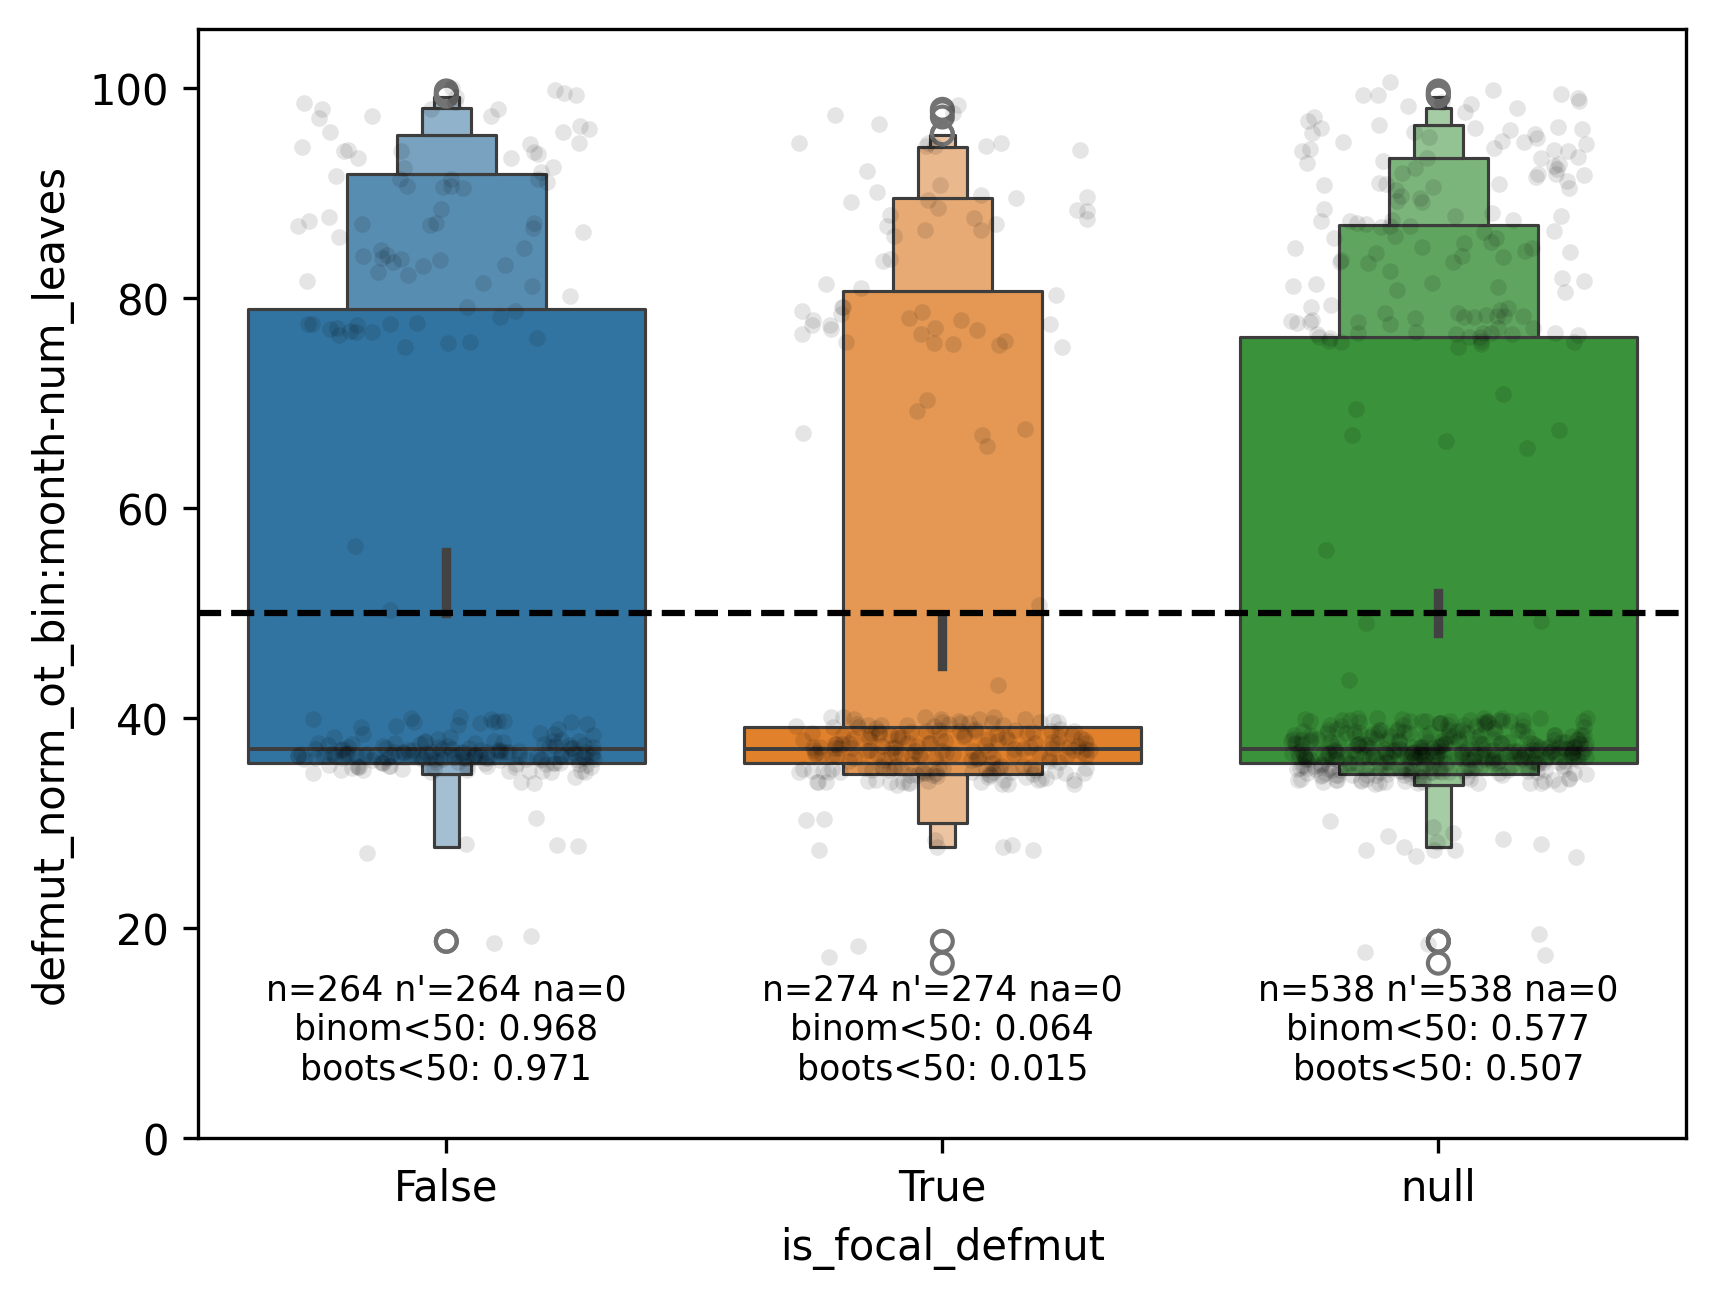 defmut_norm_ot_bin:month-num_leaves
100
80
60
40
20
0
n=264 n'=264 na=0
binom<50: 0.968
boots<50: 0.971
n=274 n'=274 na=0
binom<50: 0.064
boots<50: 0.015
n=538 n'=538 na=0
binom<50: 0.577
boots<50: 0.507
False
True
null
is_focal_defmut